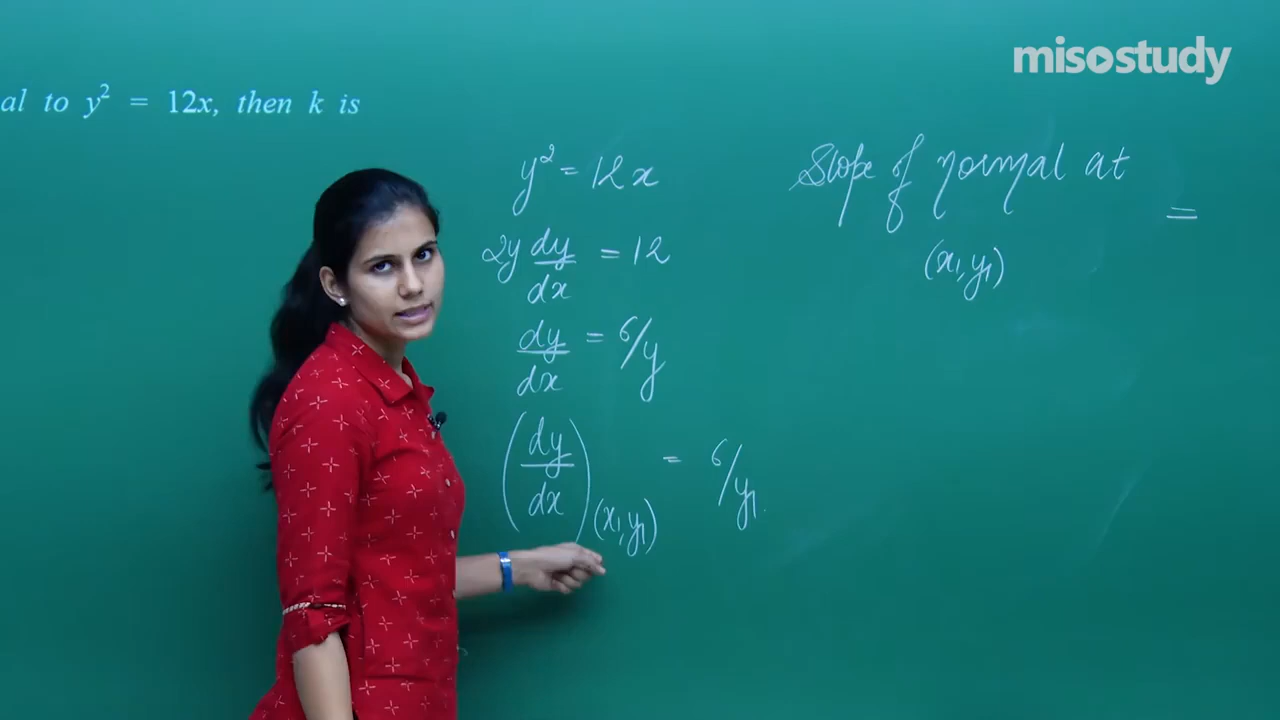 misostudy
al to y² = 12x, then k is
y² = 12x
2y dy/dx = 12
dy/dx = 6/y
(dy/dx)(x₁, y₁) = 6/y₁
Slope of normal at
(x₁, y₁) =